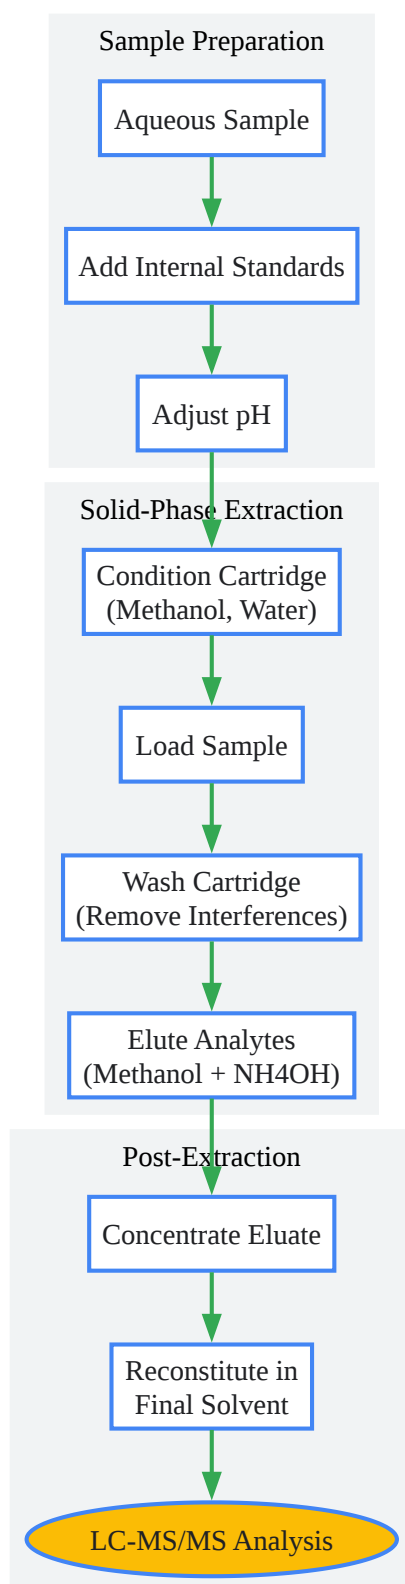 Sample Preparation
Aqueous Sample
Add Internal Standards
Adjust pH
Solid-Phase Extraction
Condition Cartridge
(Methanol, Water)
Load Sample
Wash Cartridge
(Remove Interferences)
Elute Analytes
(Methanol + NH4OH)
Post-Extraction
Concentrate Eluate
Reconstitute in
Final Solvent
LC-MS/MS Analysis